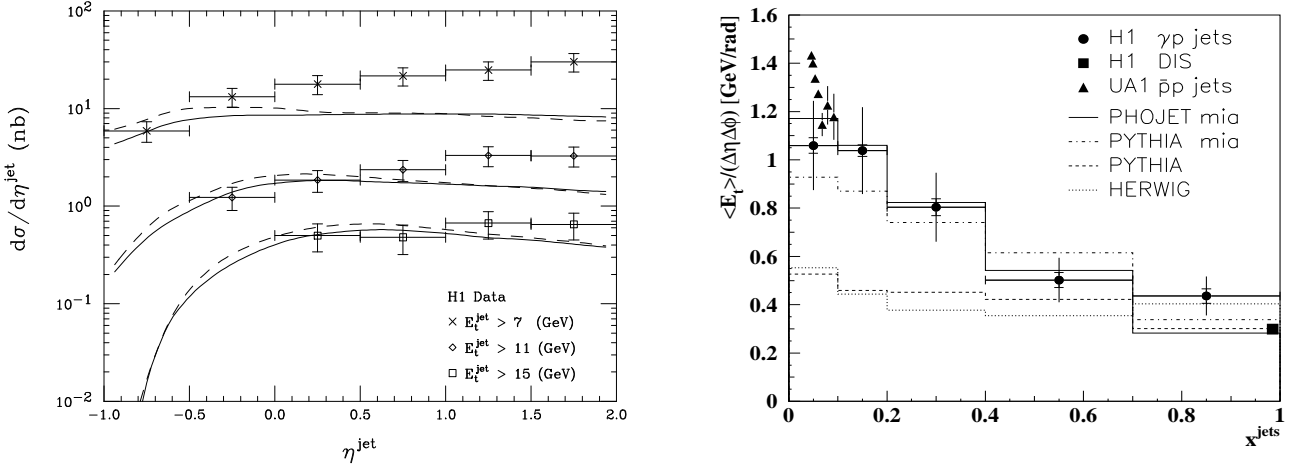 dσ/dη^jet (nb)
10²
10¹
10⁰
10⁻¹
10⁻²
H1 Data
E_t^jet > 7 (GeV)
E_t^jet > 11 (GeV)
E_t^jet > 15 (GeV)
-1.0 -0.5 0.0 0.5 1.0 1.5 2.0
η^jet
<E_t>/(ΔηΔϕ) [GeV/rad]
1.6
1.4
1.2
1
0.8
0.6
0.4
0.2
0
H1 γp jets
H1 DIS
UA1 p̄p jets
PHOJET mia
PYTHIA mia
PYTHIA
HERWIG
0 0.2 0.4 0.6 0.8 1
x^jets